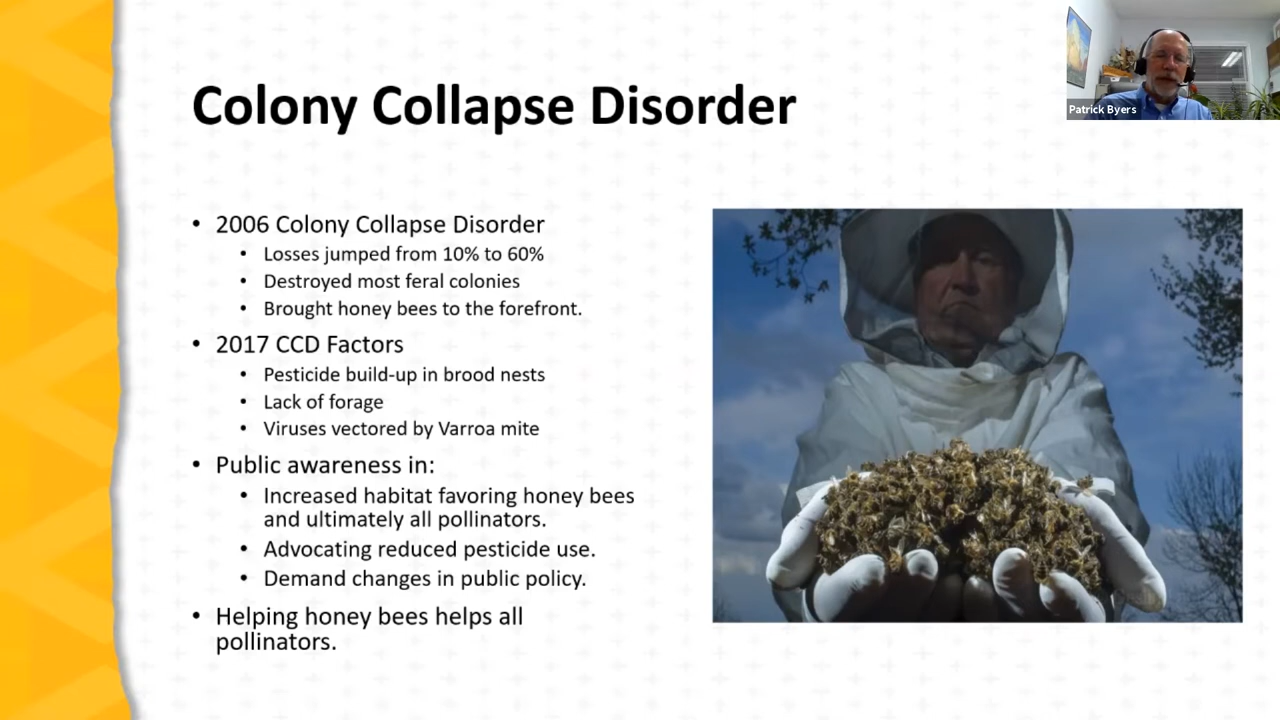 Patrick Byers
Colony Collapse Disorder
• 2006 Colony Collapse Disorder
• Losses jumped from 10% to 60%
• Destroyed most feral colonies
• Brought honey bees to the forefront.
• 2017 CCD Factors
• Pesticide build-up in brood nests
• Lack of forage
• Viruses vectored by Varroa mite
• Public awareness in:
• Increased habitat favoring honey bees
and ultimately all pollinators.
• Advocating reduced pesticide use.
• Demand changes in public policy.
• Helping honey bees helps all
pollinators.